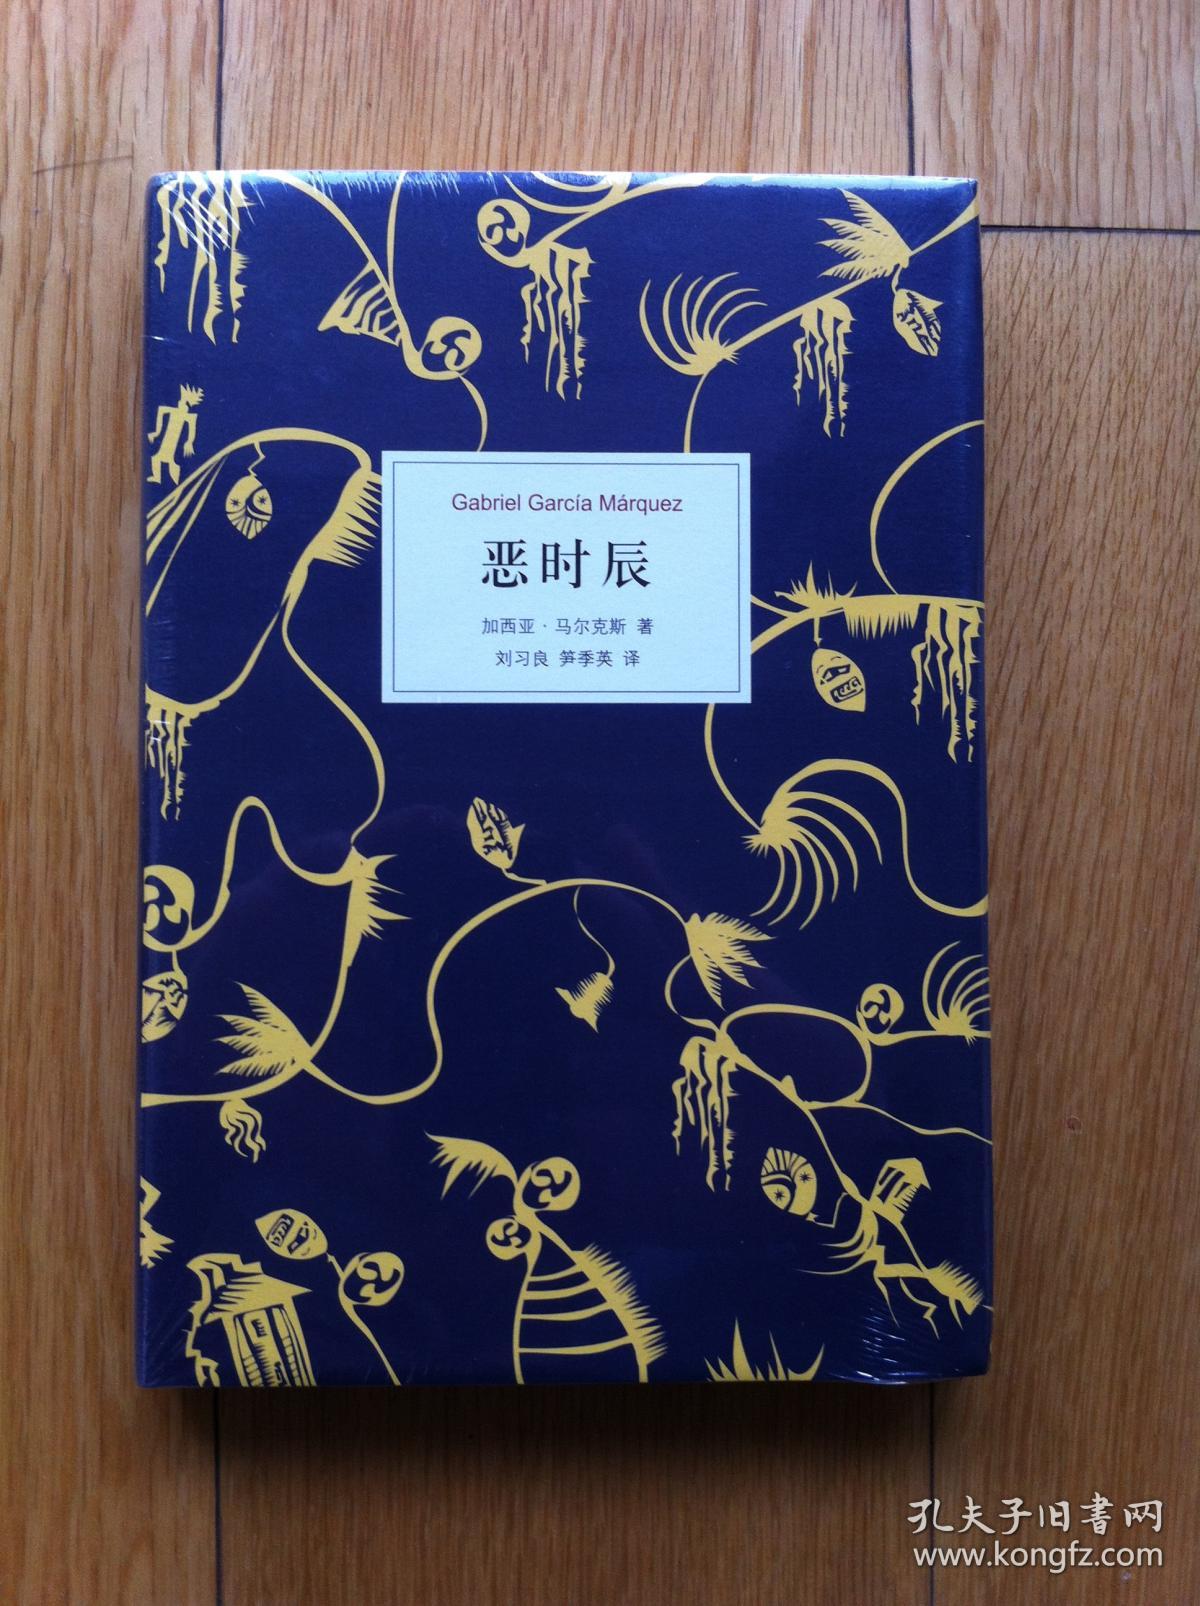 Gabriel García Márquez
恶时辰
加西亚·马尔克斯 著
刘习良 笋季英 译
孔夫子旧书网
www.kongfz.com